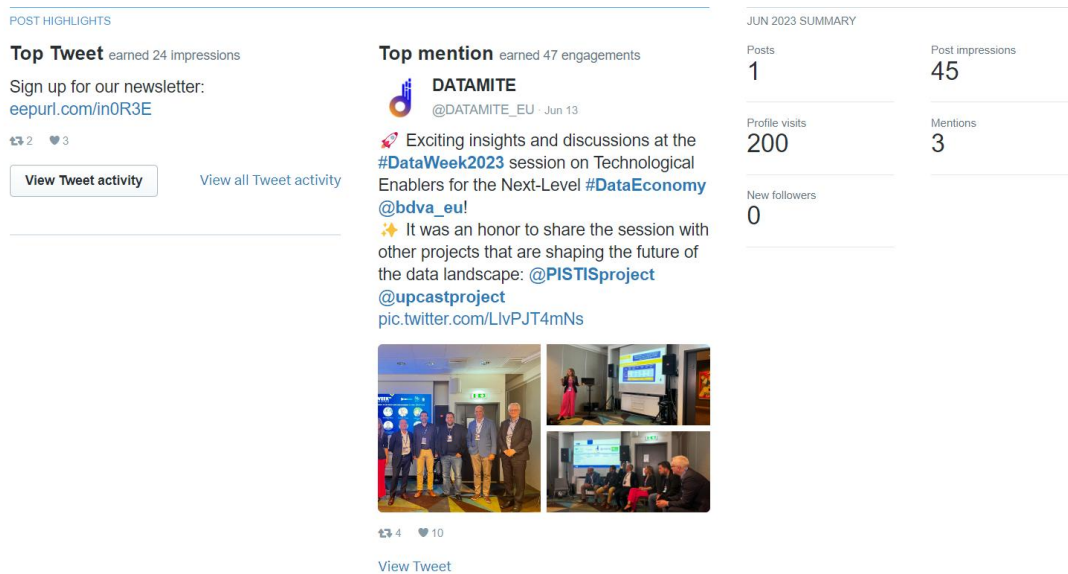 POST HIGHLIGHTS
Top Tweet earned 24 impressions
Sign up for our newsletter:
eepurl.com/in0R3E
2 3
View Tweet activity
View all Tweet activity
Top mention earned 47 engagements
DATAMITE
@DATAMITE_EU · Jun 13
🚀 Exciting insights and discussions at the
#DataWeek2023 session on Technological
Enablers for the Next-Level #DataEconomy
@bdva_eu!
✨ It was an honor to share the session with
other projects that are shaping the future of
the data landscape: @PISTISproject
@upcastproject
pic.twitter.com/LlvPJT4mNs
4 10
View Tweet
JUN 2023 SUMMARY
Posts
1
Post impressions
45
Profile visits
200
Mentions
3
New followers
0